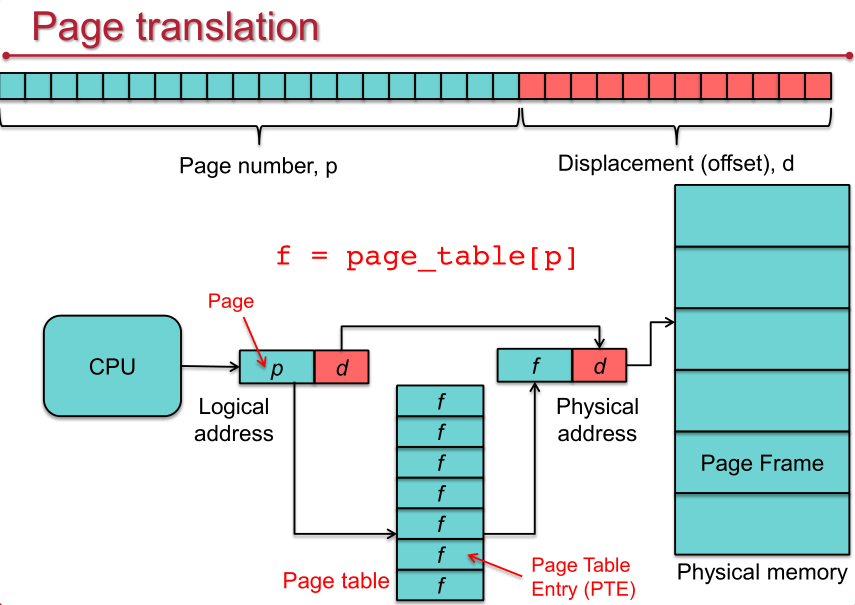 Page translation
Page number, p
Displacement (offset), d
f = page_table[p]
Page
CPU
p
d
f
d
Logical
address
Physical
address
f
f
f
f
f
f
f
Page table
Page Table
Entry (PTE)
Page Frame
Physical memory